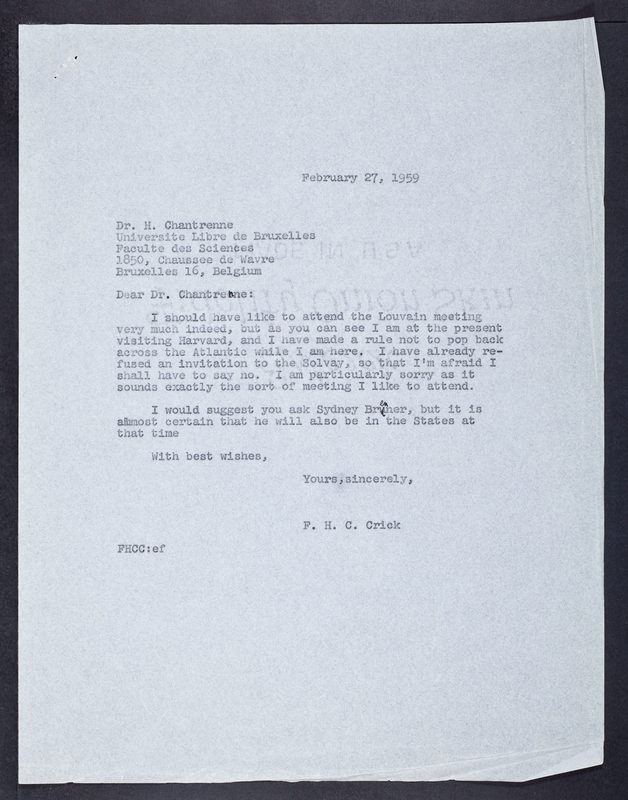 February 27, 1959
Dr. H. Chantrenne
Universite Libre de Bruxelles
Faculte des Sciences
1850, Chaussee de Wavre
Bruxelles 16, Belgium
Dear Dr. Chantrenne:
I should have like to attend the Louvain meeting
very much indeed, but as you can see I am at the present
visiting Harvard, and I have made a rule not to pop back
across the Atlantic while I am here. I have already re-
fused an invitation to the Solvay, so that I'm afraid I
shall have to say no. I am particularly sorry as it
sounds exactly the sort of meeting I like to attend.
I would suggest you ask Sydney Brenner, but it is
almost certain that he will also be in the States at
that time
With best wishes,
Yours,sincerely,
F. H. C. Crick
FHCC:ef